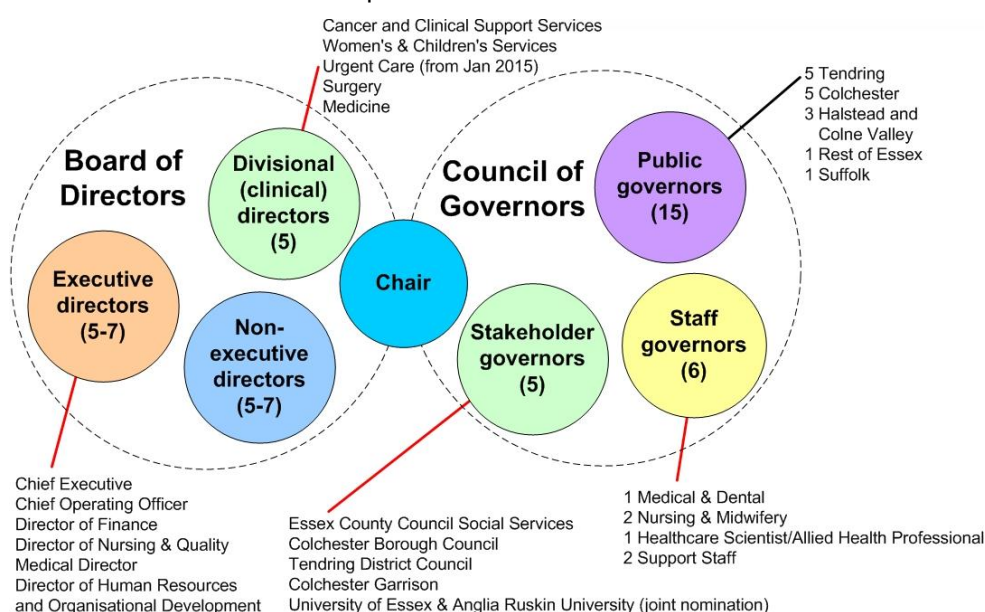 Cancer and Clinical Support Services
Women's & Children's Services
Urgent Care (from Jan 2015)
Surgery
Medicine
5 Tendring
5 Colchester
3 Halstead and
Colne Valley
1 Rest of Essex
1 Suffolk
Board of
Directors
Divisional
(clinical)
directors
(5)
Council of
Governors
Public
governors
(15)
Executive
directors
(5-7)
Chair
Non-
executive
directors
(5-7)
Stakeholder
governors
(5)
Staff
governors
(6)
Chief Executive
Chief Operating Officer
Director of Finance
Director of Nursing & Quality
Medical Director
Director of Human Resources
and Organisational Development
Essex County Council Social Services
Colchester Borough Council
Tendring District Council
Colchester Garrison
University of Essex & Anglia Ruskin University (joint nomination)
1 Medical & Dental
2 Nursing & Midwifery
1 Healthcare Scientist/Allied Health Professional
2 Support Staff